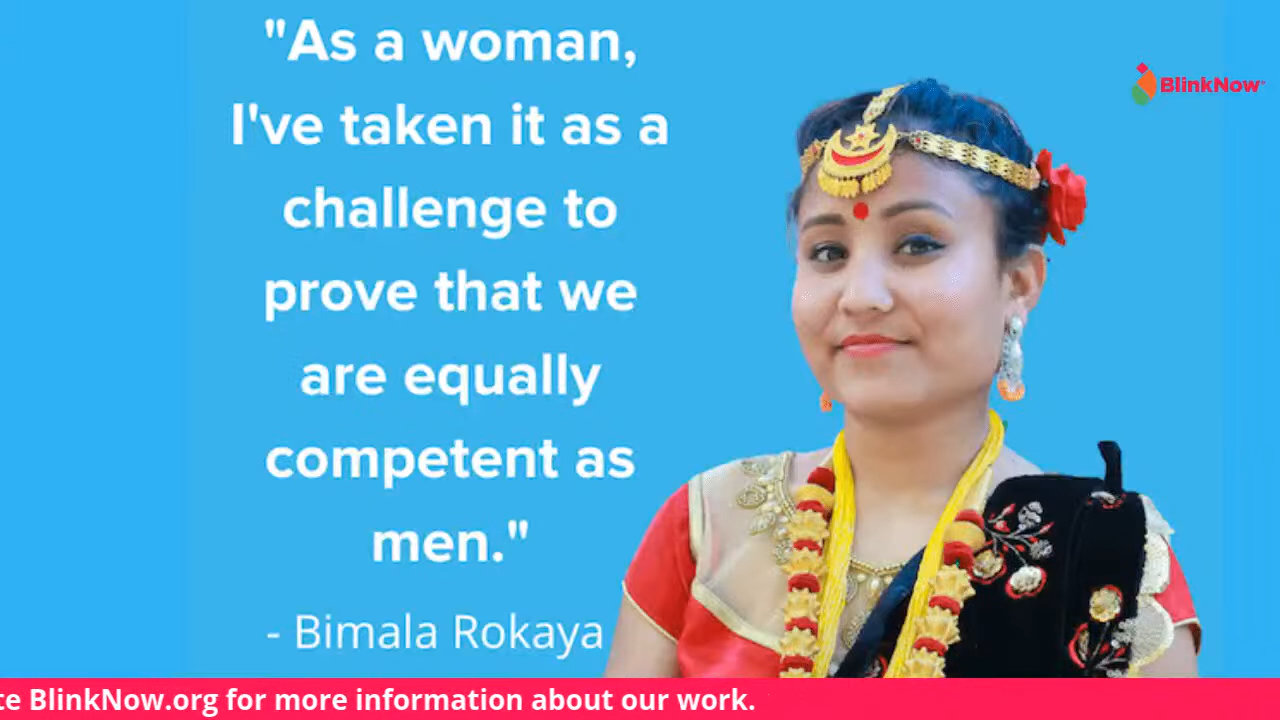 "As a woman,
I've taken it as a
challenge to
prove that we
are equally
competent as
men."
- Bimala Rokaya
BlinkNow
te BlinkNow.org for more information about our work.